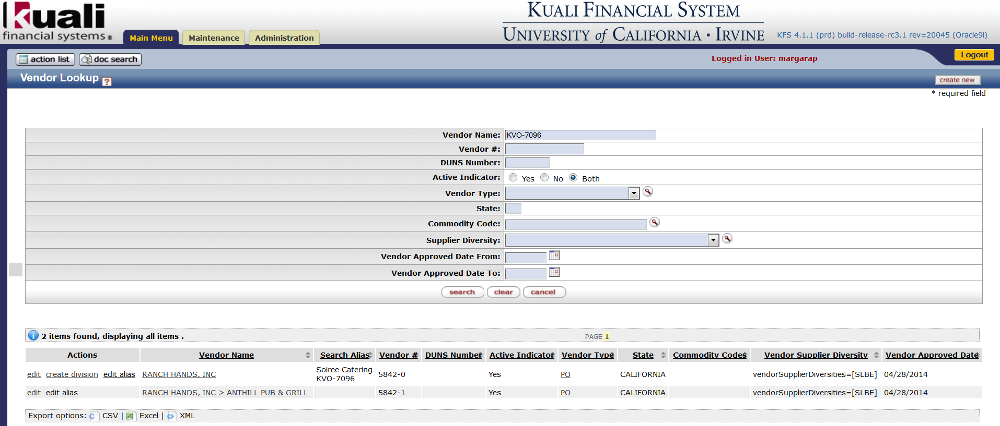 Kuali
financial systems ®
Main Menu
Maintenance
Administration
KUALI FINANCIAL SYSTEM
UNIVERSITY of CALIFORNIA · IRVINE
KFS 4.1.1 (prd) build-release-rc3.1 rev=20045 (Oracle9i)
action list
doc search
Logged in User: margarap
Logout
Vendor Lookup ?
create new
* required field
Vendor Name: KVO-7096
Vendor #:
DUNS Number:
Active Indicator: Yes No Both
Vendor Type:
State:
Commodity Code:
Supplier Diversity:
Vendor Approved Date From:
Vendor Approved Date To:
search clear cancel
2 items found, displaying all items . PAGE 1
Actions Vendor Name Search Alias Vendor # DUNS Number Active Indicator Vendor Type State Commodity Codes Vendor Supplier Diversity Vendor Approved Date
edit create division edit alias RANCH HANDS, INC Soiree Catering KVO-7096 5842-0 Yes PO CALIFORNIA vendorSupplierDiversities=[SLBE] 04/28/2014
edit edit alias RANCH HANDS, INC > ANTHILL PUB & GRILL 5842-1 Yes PO CALIFORNIA vendorSupplierDiversities=[SLBE] 04/28/2014
Export options: CSV | Excel | XML